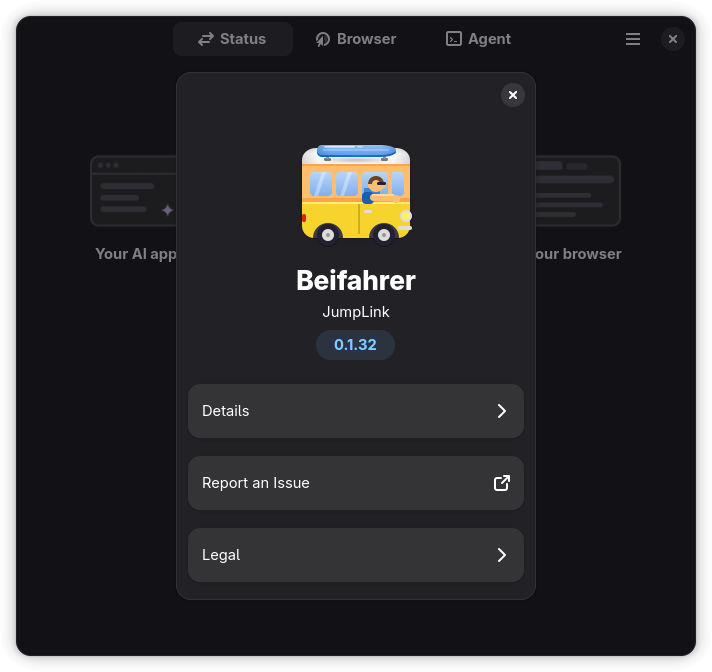 Status
Browser
Agent
Your AI app
our browser
Beifahrer
JumpLink
0.1.32
Details
Report an Issue
Legal